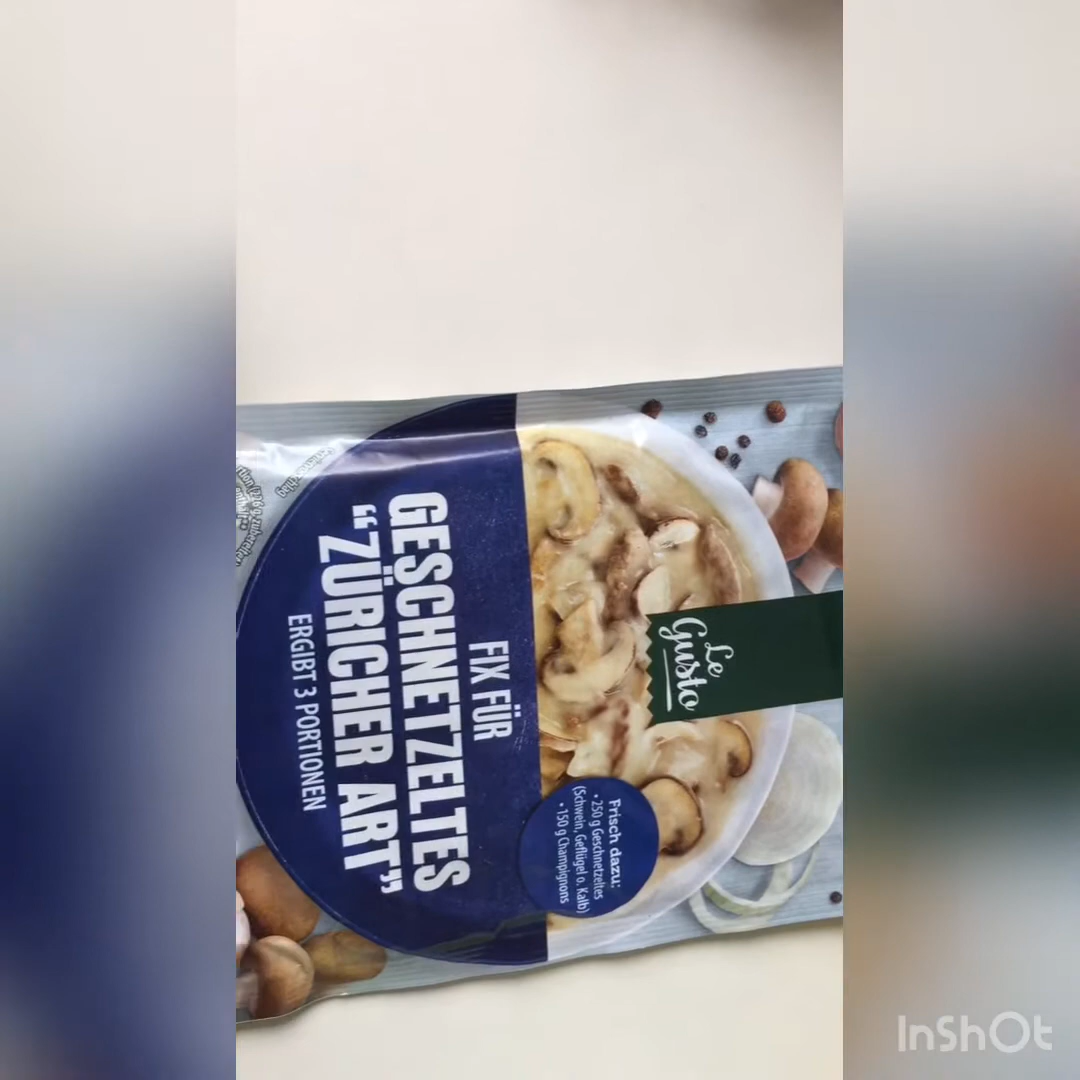 Le
Gusto
FIX FÜR
GESCHNETZELTES
“ZÜRICHER ART”
ERGIBT 3 PORTIONEN
Frisch dazu:
• 250 g Geschnetzeltes
(Schwein, Geflügel o. Kalb)
• 150 g Champignons
InShOt